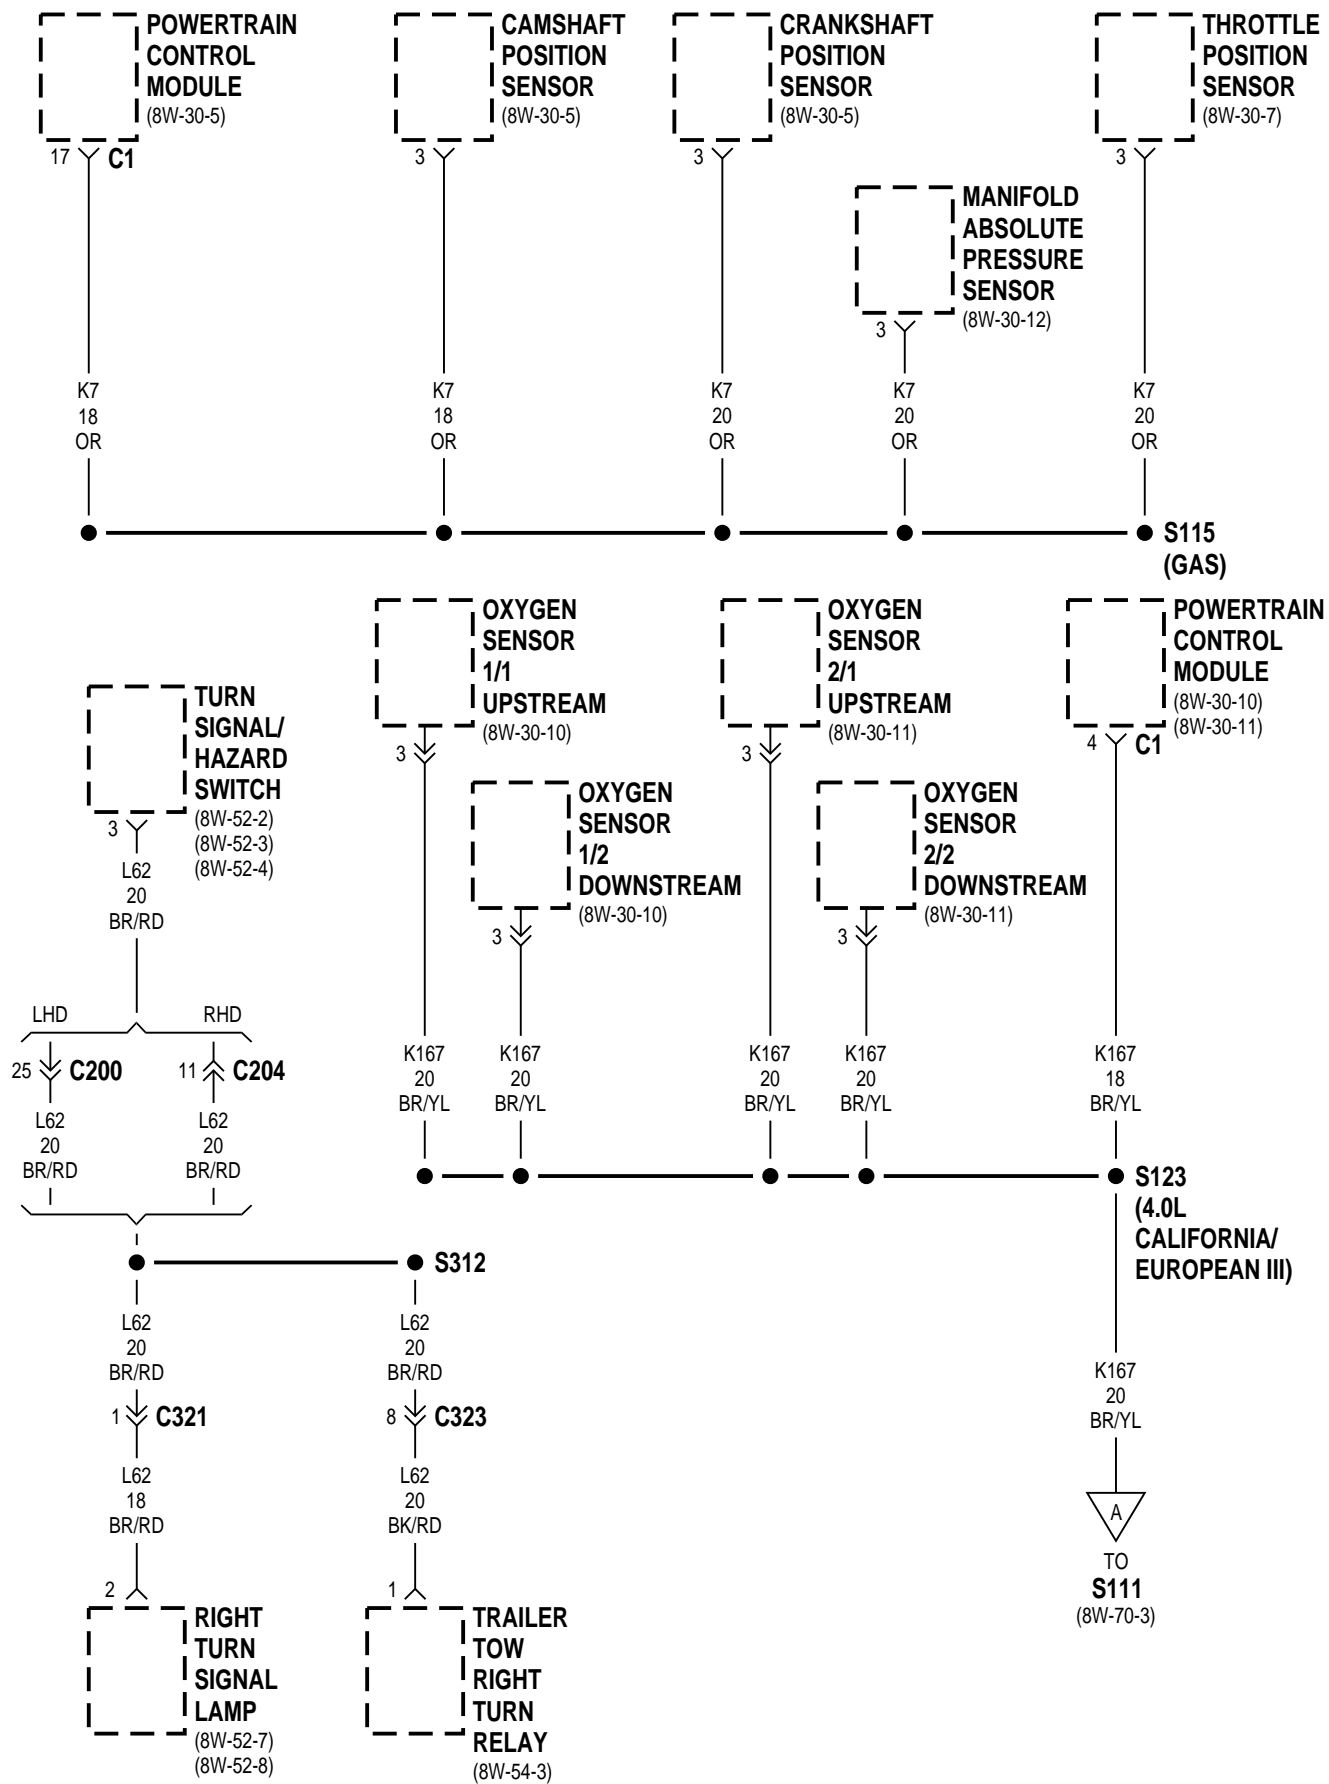 POWERTRAIN
CONTROL
MODULE
(8W-30-5)
17
C1
CAMSHAFT
POSITION
SENSOR
(8W-30-5)
3
CRANKSHAFT
POSITION
SENSOR
(8W-30-5)
3
THROTTLE
POSITION
SENSOR
(8W-30-7)
3
MANIFOLD
ABSOLUTE
PRESSURE
SENSOR
(8W-30-12)
3
K7
18
OR
K7
18
OR
K7
20
OR
K7
20
OR
K7
20
OR
S115
(GAS)
OXYGEN
SENSOR
1/1
UPSTREAM
(8W-30-10)
3
OXYGEN
SENSOR
2/1
UPSTREAM
(8W-30-11)
3
POWERTRAIN
CONTROL
MODULE
(8W-30-10)
(8W-30-11)
4
C1
TURN
SIGNAL/
HAZARD
SWITCH
(8W-52-2)
(8W-52-3)
(8W-52-4)
3
L62
20
BR/RD
OXYGEN
SENSOR
1/2
DOWNSTREAM
(8W-30-10)
3
OXYGEN
SENSOR
2/2
DOWNSTREAM
(8W-30-11)
3
LHD
RHD
25
C200
11
C204
L62
20
BR/RD
L62
20
BR/RD
K167
20
BR/YL
K167
20
BR/YL
K167
20
BR/YL
K167
20
BR/YL
K167
18
BR/YL
S123
(4.0L
CALIFORNIA/
EUROPEAN III)
S312
L62
20
BR/RD
L62
20
BR/RD
1
C321
8
C323
L62
18
BR/RD
L62
20
BK/RD
K167
20
BR/YL
A
TO
S111
(8W-70-3)
2
RIGHT
TURN
SIGNAL
LAMP
(8W-52-7)
(8W-52-8)
1
TRAILER
TOW
RIGHT
TURN
RELAY
(8W-54-3)